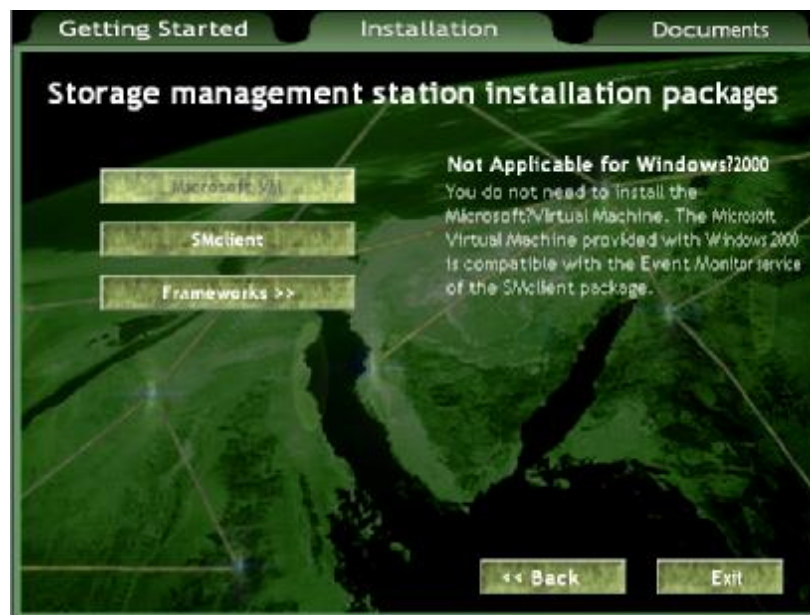 Getting Started
Installation
Documents
Storage management station installation packages
Microsoft VM
SMclient
Frameworks >>
Not Applicable for Windows?2000
You do not need to install the
Microsoft?Virtual Machine. The Microsoft
Virtual Machine provided with Windows 2000
is compatible with the Event Monitor service
of the SMclient package.
<< Back
Exit